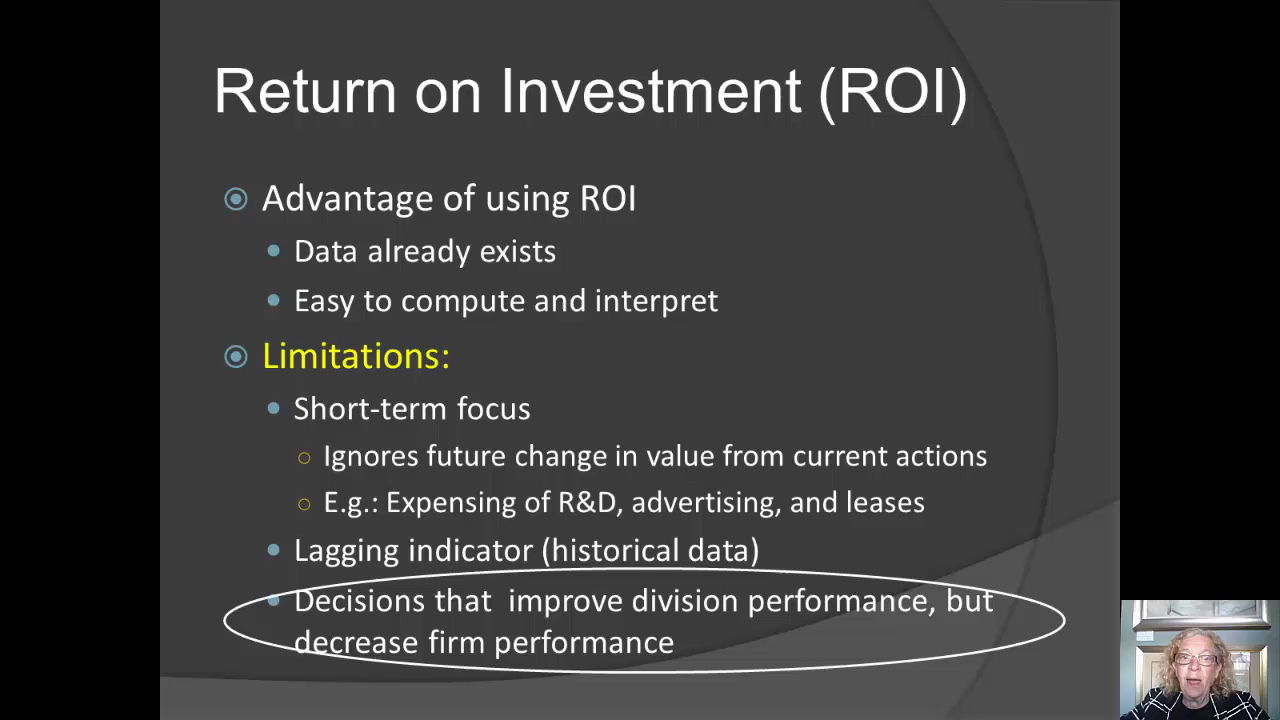 Return on Investment (ROI)
Advantage of using ROI
Data already exists
Easy to compute and interpret
Limitations:
Short-term focus
Ignores future change in value from current actions
E.g.: Expensing of R&D, advertising, and leases
Lagging indicator (historical data)
Decisions that improve division performance, but
decrease firm performance